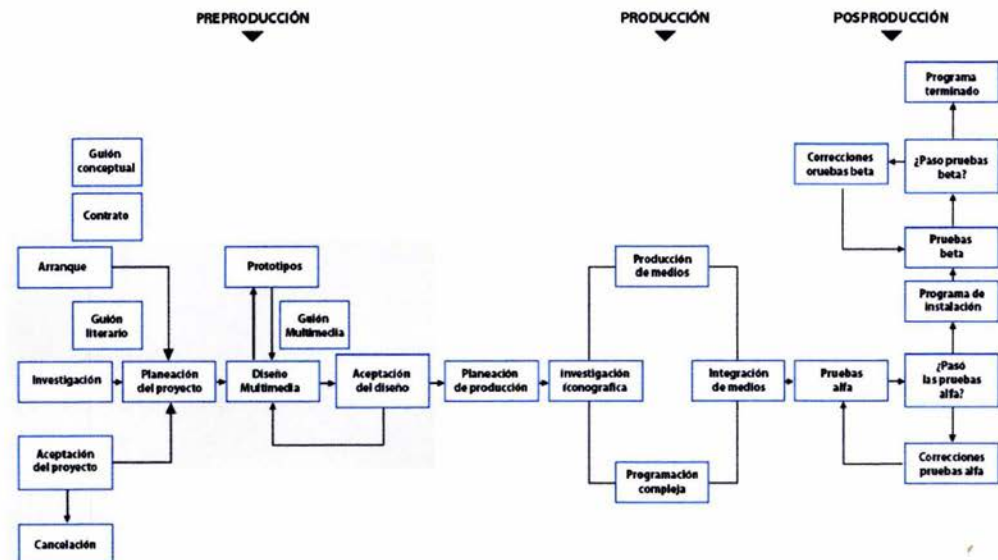 PREPRODUCCIÓN
PRODUCCIÓN
POSPRODUCCIÓN
Programa
terminado
Guión
conceptual
Correcciones
oruebas beta
¿Paso pruebas
beta?
Contrato
Arranque
Prototipos
Producción
de medios
Pruebas
beta
Guión
literario
Guión
Multimedia
Programa de
instalación
Investigación
Planeación
del proyecto
Diseño
Multimedia
Aceptación
del diseño
Planeación
de producción
Investigación
íconografica
Integración
de medios
Pruebas
alfa
¿Pasó
las pruebas
alfa?
Aceptación
del proyecto
Programación
compleja
Correcciones
pruebas alfa
Cancelación